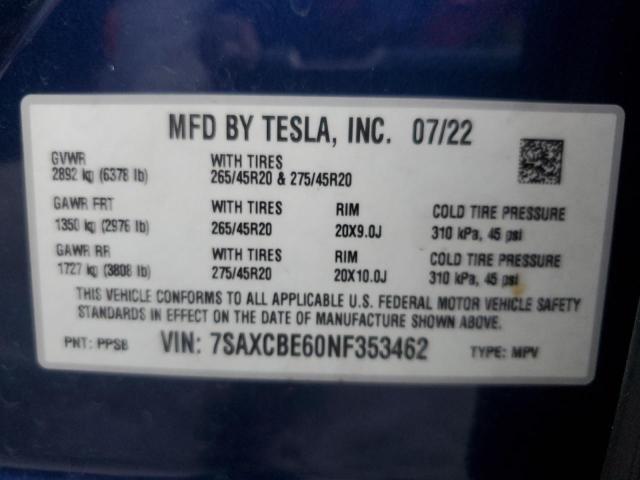 MFD BY TESLA, INC. 07/22
GVWR WITH TIRES
2892 kg (6378 lb) 265/45R20 & 275/45R20
GAWR FRT WITH TIRES RIM COLD TIRE PRESSURE
1350 kg (2976 lb) 265/45R20 20X9.0J 310 kPa, 45 psi
GAWR RR WITH TIRES RIM COLD TIRE PRESSURE
1727 kg (3808 lb) 275/45R20 20X10.0J 310 kPa, 45 psi
THIS VEHICLE CONFORMS TO ALL APPLICABLE U.S. FEDERAL MOTOR VEHICLE SAFETY
STANDARDS IN EFFECT ON THE DATE OF MANUFACTURE SHOWN ABOVE.
PNT: PPSB VIN: 7SAXCBE60NF353462 TYPE: MPV